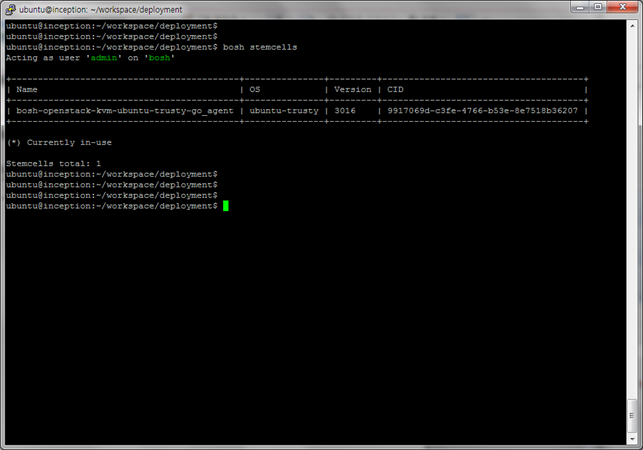 ubuntu@inception: ~/workspace/deployment
ubuntu@inception:~/workspace/deployment$
ubuntu@inception:~/workspace/deployment$
ubuntu@inception:~/workspace/deployment$ bosh stemcells
Acting as user 'admin' on 'bosh'
+------------------------------------------+---------------+---------+--------------------------------------+
| Name | OS | Version | CID |
+------------------------------------------+---------------+---------+--------------------------------------+
| bosh-openstack-kvm-ubuntu-trusty-go_agent | ubuntu-trusty | 3016 | 9917069d-c3fe-4766-b53e-8e7518b36207 |
+------------------------------------------+---------------+---------+--------------------------------------+
(*) Currently in-use
Stemcells total: 1
ubuntu@inception:~/workspace/deployment$
ubuntu@inception:~/workspace/deployment$
ubuntu@inception:~/workspace/deployment$
ubuntu@inception:~/workspace/deployment$